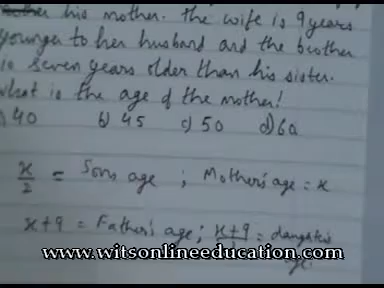 his mother. The wife is 9 years
younger to her husband and the brother
is seven years older than his sister.
What is the age of the mother!
40 b) 45 c) 50 d) 60
x/2 = Sons age ; Mother's age = x
x+9 = Father's age ; x+9 = daughter's
www.witsonlineeducation.com